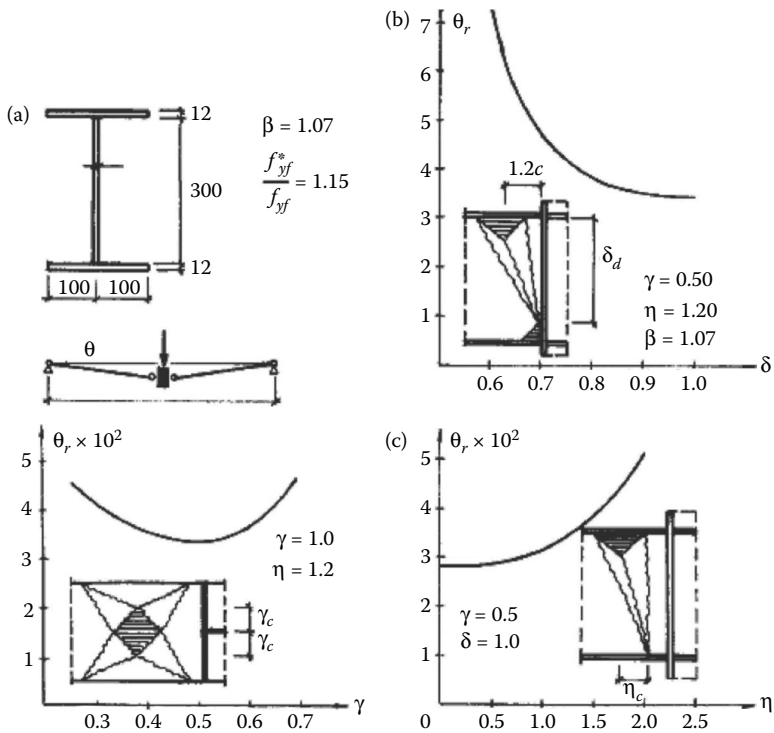 (a)
12
300
12
100 100
β = 1.07
f*yf / fyf = 1.15
θ
(b)
θr
7
6
5
4
3
2
1
1.2c
δd
γ = 0.50
η = 1.20
β = 1.07
0.6 0.7 0.8 0.9 1.0 δ
θr × 10²
5
4
3
2
1
γ = 1.0
η = 1.2
γc
γc
0.3 0.4 0.5 0.6 0.7 γ
(c)
θr × 10²
5
4
3
2
1
γ = 0.5
δ = 1.0
ηc
0 0.5 1.0 1.5 2.0 2.5 η